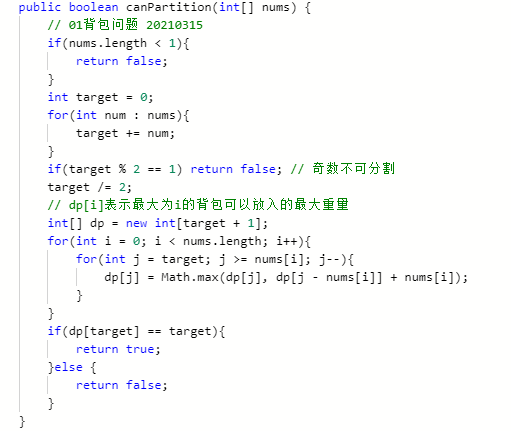 public boolean canPartition(int[] nums) {
    // 01背包问题 20210315
    if(nums.length < 1){
        return false;
    }
    int target = 0;
    for(int num : nums){
        target += num;
    }
    if(target % 2 == 1) return false; // 奇数不可分割
    target /= 2;
    // dp[i]表示最大为i的背包可以放入的最大重量
    int[] dp = new int[target + 1];
    for(int i = 0; i < nums.length; i++){
        for(int j = target; j >= nums[i]; j--){
            dp[j] = Math.max(dp[j], dp[j - nums[i]] + nums[i]);
        }
    }
    if(dp[target] == target){
        return true;
    }else {
        return false;
    }
}